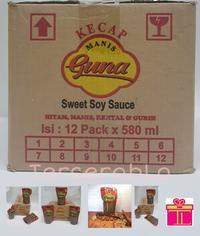 KECAP
MANIS
Guna
Sweet Soy Sauce
HITAM, MANIS, KENTAL & GURIH
Isi : 12 Pack x 580 ml
1 2 3 4 5 6
7 8 9 10 11 12